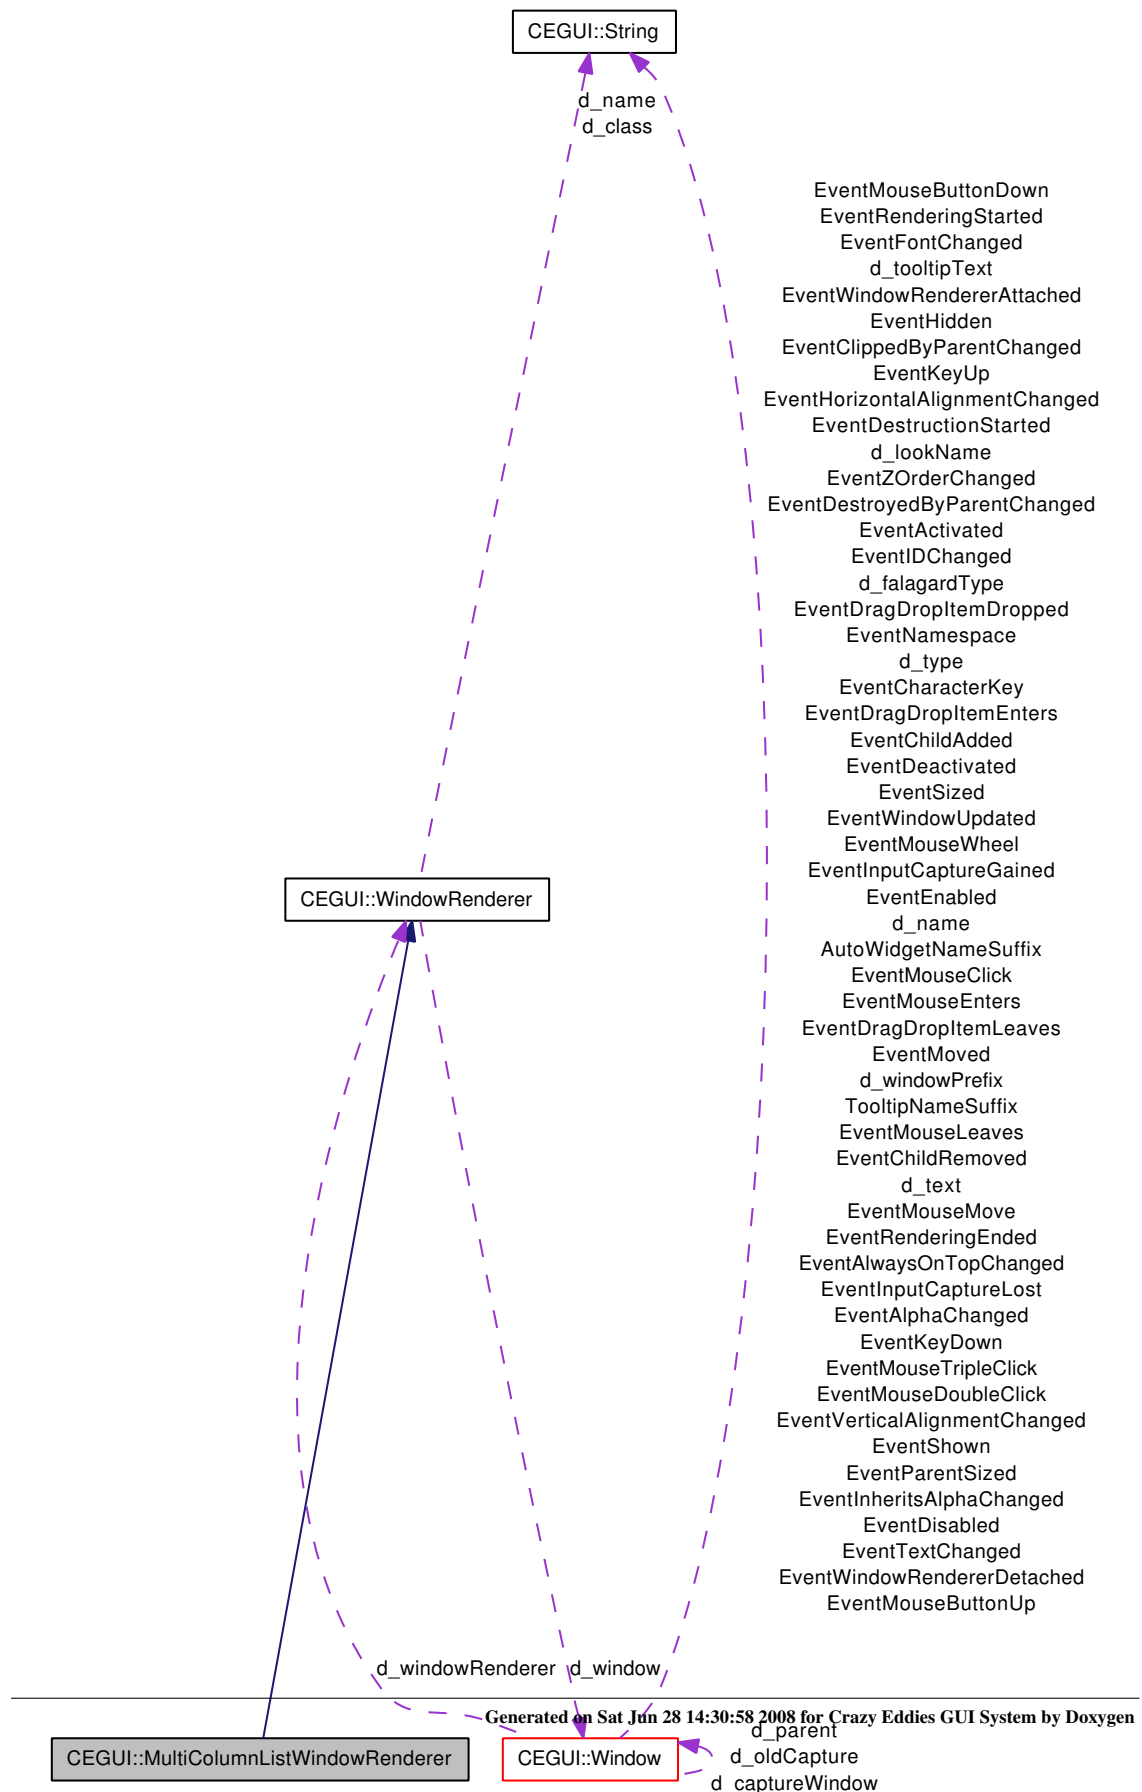 CEGUI::String
d_name
d_class
EventMouseButtonDown
EventRenderingStarted
EventFontChanged
d_tooltipText
EventWindowRendererAttached
EventHidden
EventClippedByParentChanged
EventKeyUp
EventHorizontalAlignmentChanged
EventDestructionStarted
d_lookName
EventZOrderChanged
EventDestroyedByParentChanged
EventActivated
EventIDChanged
d_falagardType
EventDragDropItemDropped
EventNamespace
d_type
EventCharacterKey
EventDragDropItemEnters
EventChildAdded
EventDeactivated
EventSized
EventWindowUpdated
EventMouseWheel
EventInputCaptureGained
EventEnabled
d_name
AutoWidgetNameSuffix
EventMouseClick
EventMouseEnters
EventDragDropItemLeaves
EventMoved
d_windowPrefix
TooltipNameSuffix
EventMouseLeaves
EventChildRemoved
d_text
EventMouseMove
EventRenderingEnded
EventAlwaysOnTopChanged
EventInputCaptureLost
EventAlphaChanged
EventKeyDown
EventMouseTripleClick
EventMouseDoubleClick
EventVerticalAlignmentChanged
EventShown
EventParentSized
EventInheritsAlphaChanged
EventDisabled
EventTextChanged
EventWindowRendererDetached
EventMouseButtonUp
CEGUI::WindowRenderer
d_windowRenderer
d_window
Generated on Sat Jun 28 14:30:58 2008 for Crazy Eddies GUI System by Doxygen
d_parent
d_oldCapture
d_captureWindow
CEGUI::MultiColumnListWindowRenderer
CEGUI::Window